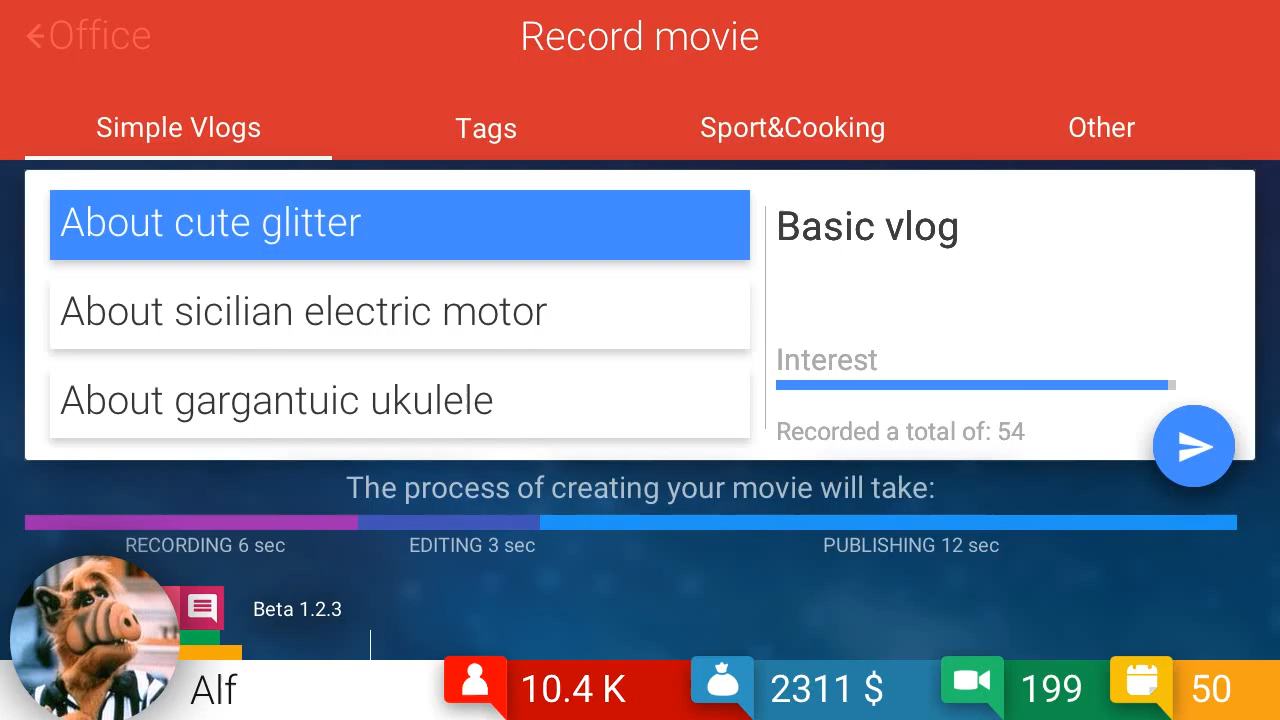 Office
Record movie
Simple Vlogs
Tags
Sport&Cooking
Other
About cute glitter
About sicilian electric motor
About gargantuic ukulele
Basic vlog
Interest
Recorded a total of: 54
The process of creating your movie will take:
RECORDING 6 sec
EDITING 3 sec
PUBLISHING 12 sec
Beta 1.2.3
Alf
10.4 K
2311 $
199
50